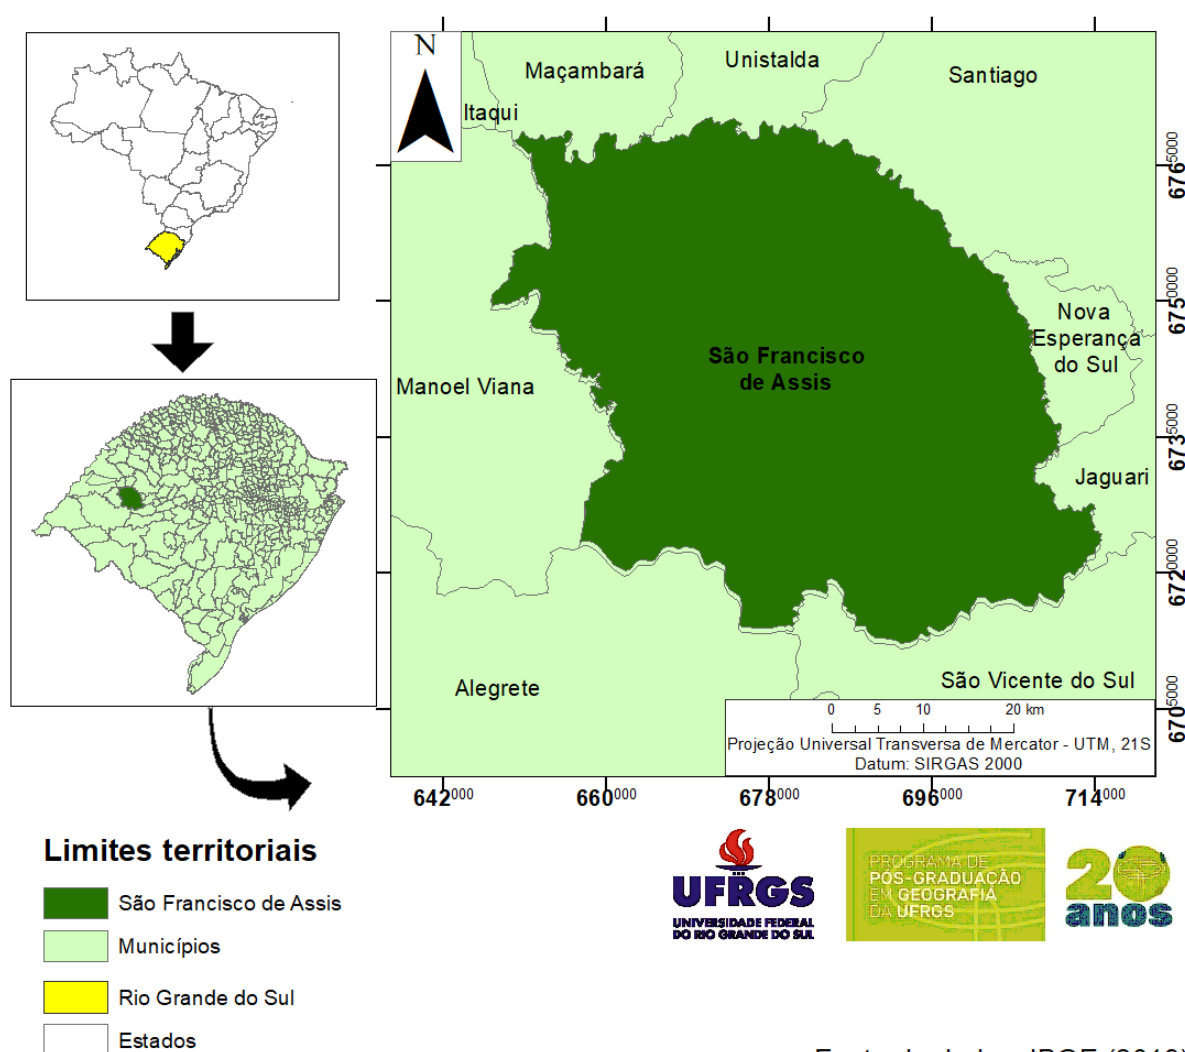 N
Maçambará
Unistalda
Santiago
Itaqui
Nova
Esperança
do Sul
São Francisco
de Assis
Manoel Viana
Jaguari
Alegrete
São Vicente do Sul
0 5 10 20 km
Projeção Universal Transversa de Mercator - UTM, 21S
Datum: SIRGAS 2000
6765000
6750000
6735000
6720000
6705000
642000 660000 678000 696000 714000
Limites territoriais
São Francisco de Assis
Municípios
Rio Grande do Sul
Estados
UFRGS
UNIVERSIDADE FEDERAL
DO RIO GRANDE DO SUL
PROGRAMA DE
PÓS-GRADUAÇÃO
EM GEOGRAFIA
DA UFRGS
20
anos